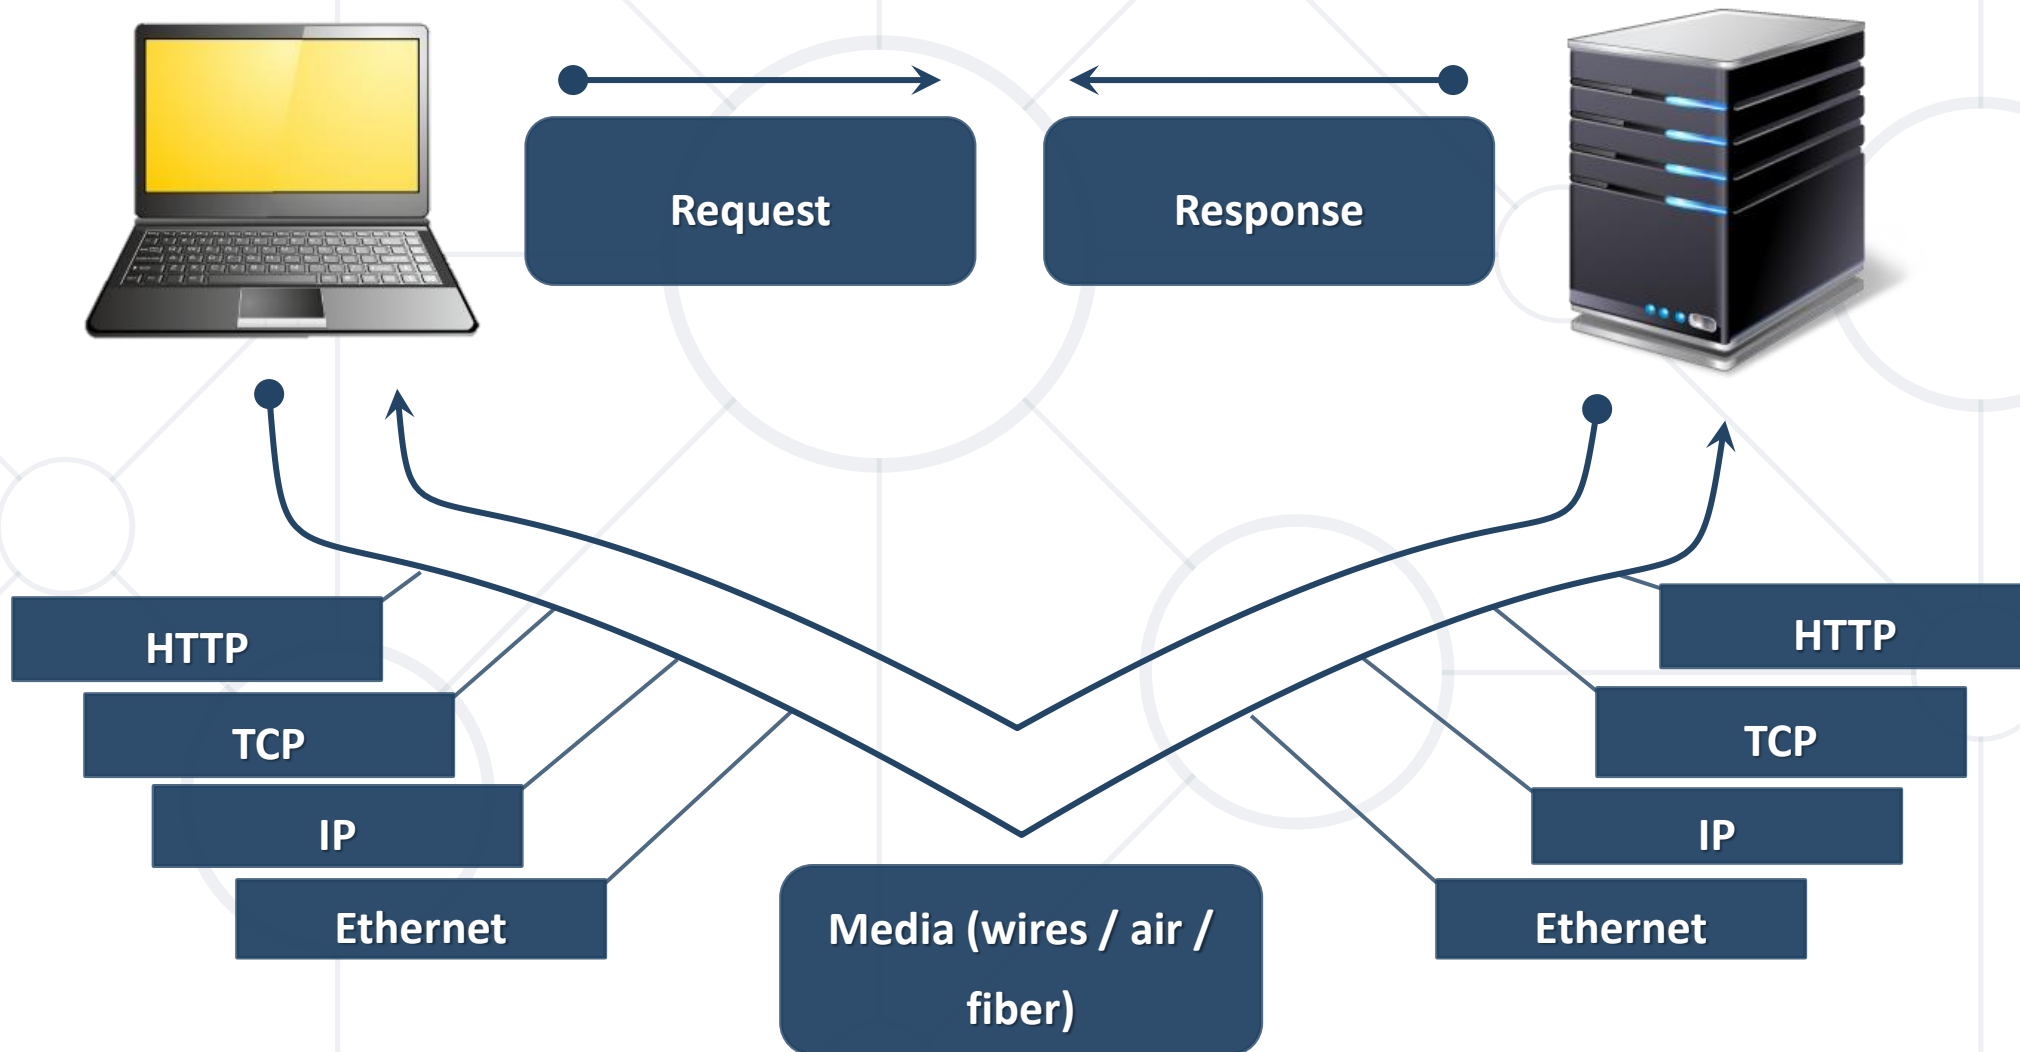 Request
Response
HTTP
HTTP
TCP
TCP
IP
IP
Ethernet
Media (wires / air /
fiber)
Ethernet